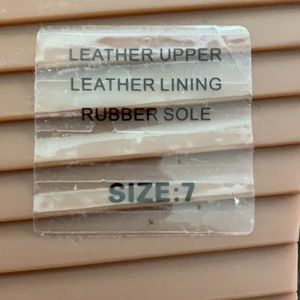 LEATHER UPPER
LEATHER LINING
RUBBER SOLE
SIZE:7